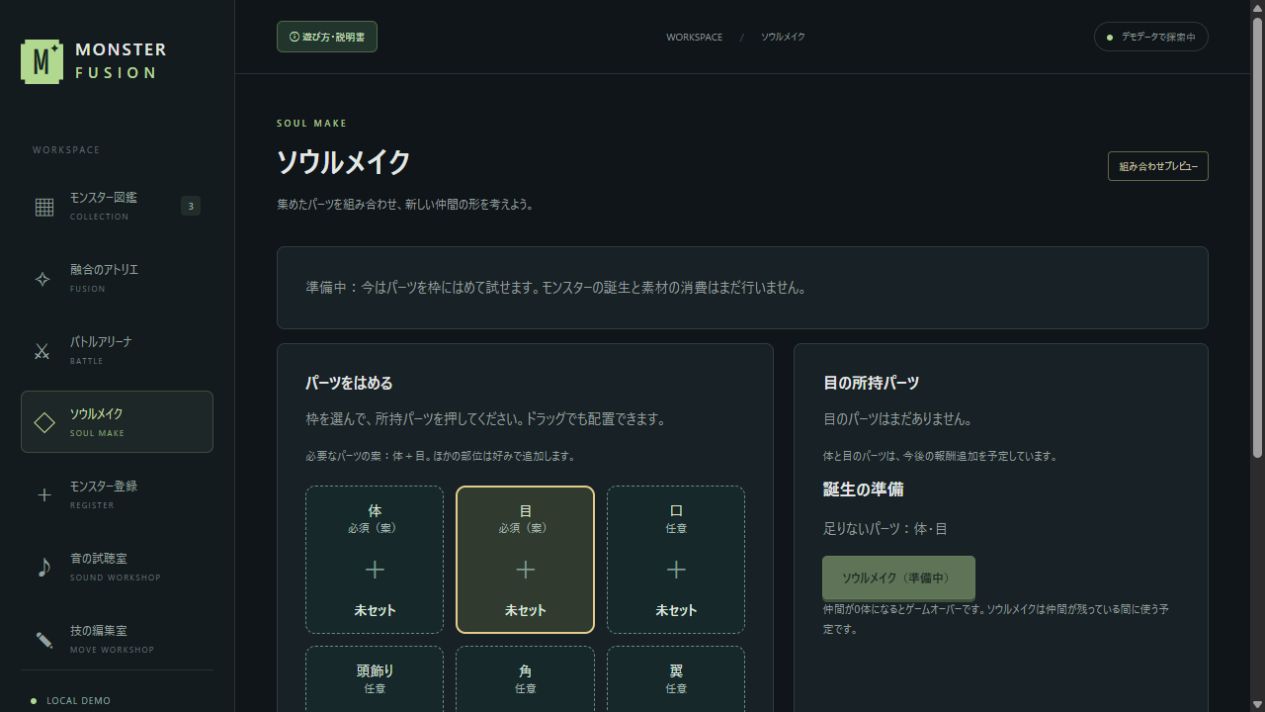 MONSTER
FUSION
WORKSPACE
モンスター図鑑
COLLECTION
3
融合のアトリエ
FUSION
バトルアリーナ
BATTLE
ソウルメイク
SOUL MAKE
モンスター登録
REGISTER
音の試聴室
SOUND WORKSHOP
技の編集室
MOVE WORKSHOP
LOCAL DEMO
遊び方・説明書
WORKSPACE / ソウルメイク
デモデータで探索中
SOUL MAKE
ソウルメイク
集めたパーツを組み合わせ、新しい仲間の形を考えよう。
組み合わせプレビュー
準備中：今はパーツを枠にはめて試せます。モンスターの誕生と素材の消費はまだ行いません。
パーツをはめる
枠を選んで、所持パーツを押してください。ドラッグでも配置できます。
必要なパーツの案：体＋目。ほかの部位は好みで追加します。
体
必須（案）
＋
未セット
目
必須（案）
＋
未セット
口
任意
＋
未セット
頭飾り
任意
角
任意
翼
任意
目の所持パーツ
目のパーツはまだありません。
体と目のパーツは、今後の報酬追加を予定しています。
誕生の準備
足りないパーツ：体・目
ソウルメイク（準備中）
仲間が0体になるとゲームオーバーです。ソウルメイクは仲間が残っている間に使う予
定です。